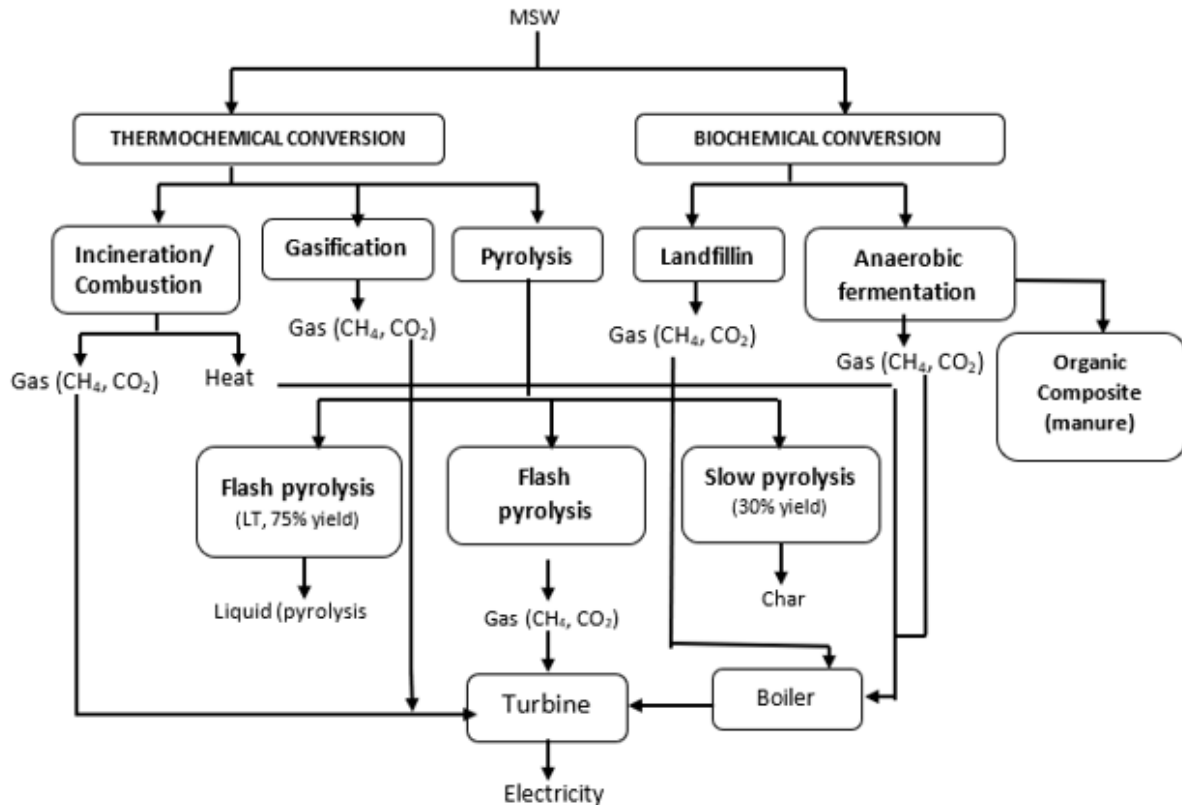 MSW
THERMOCHEMICAL CONVERSION
BIOCHEMICAL CONVERSION
Incineration/
Combustion
Gasification
Pyrolysis
Landfillin
Anaerobic
fermentation
Gas (CH₄, CO₂)
Heat
Gas (CH₄, CO₂)
Gas (CH₄, CO₂)
Gas (CH₄, CO₂)
Organic
Composite
(manure)
Flash pyrolysis
(LT, 75% yield)
Flash
pyrolysis
Slow pyrolysis
(30% yield)
Liquid (pyrolysis
Gas (CH₄, CO₂)
Char
Turbine
Boiler
Electricity